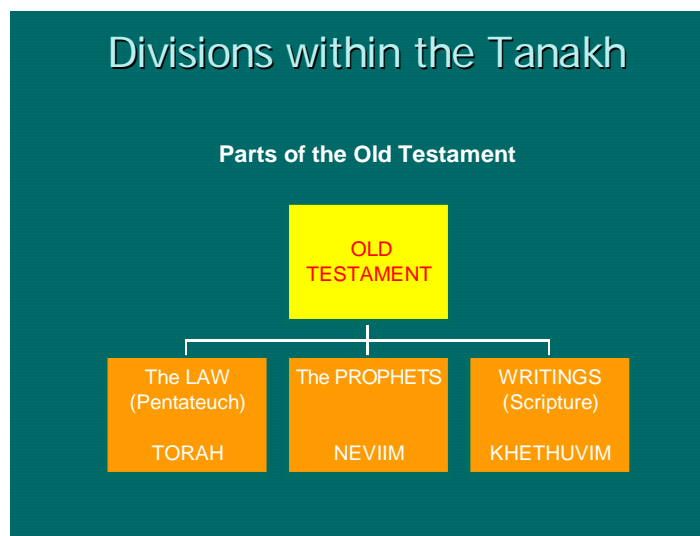 Divisions within the Tanakh
Parts of the Old Testament
OLD
TESTAMENT
The LAW
(Pentateuch)
TORAH
The PROPHETS
NEVIIM
WRITINGS
(Scripture)
KHETHUVIM